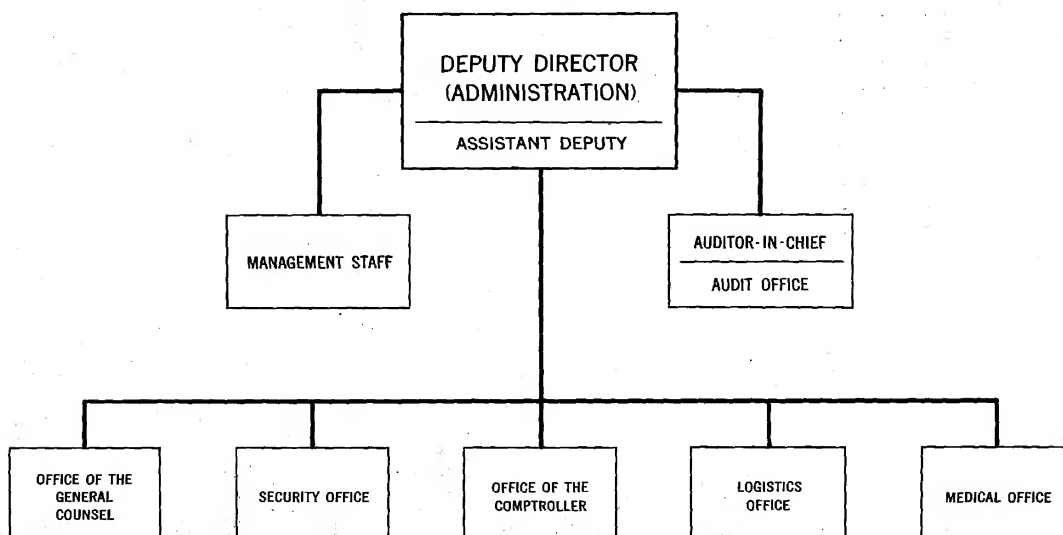 DEPUTY DIRECTOR
(ADMINISTRATION)
ASSISTANT DEPUTY
MANAGEMENT STAFF
AUDITOR-IN-CHIEF
AUDIT OFFICE
OFFICE OF THE
GENERAL
COUNSEL
SECURITY OFFICE
OFFICE OF THE
COMPTROLLER
LOGISTICS
OFFICE
MEDICAL OFFICE